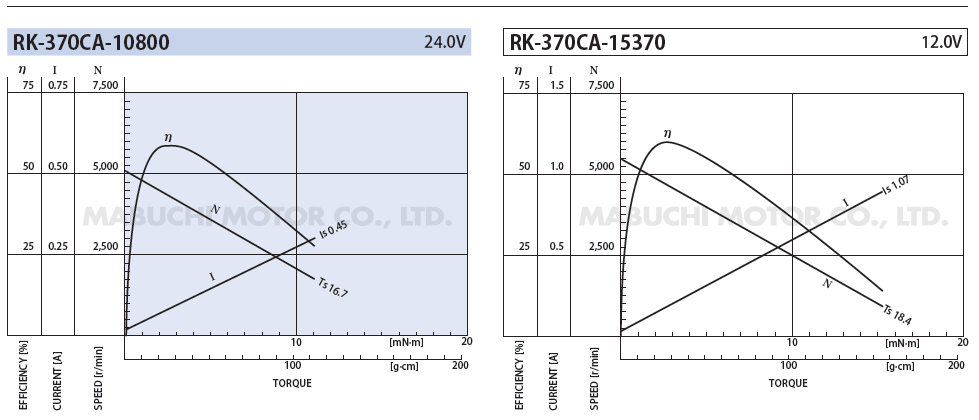 RK-370CA-10800 24.0V
η I N
75 0.75 7,500
η
50 0.50 5,000
N
MABUCHI MOTOR CO., LTD.
Is 0.45
25 0.25 2,500
I
Ts 16.7
10 [mN·m] 20
100 [g·cm] 200
EFFICIENCY [%]
CURRENT [A]
SPEED [r/min]
TORQUE
RK-370CA-15370 12.0V
η I N
75 1.5 7,500
η
50 1.0 5,000
Is 1.07
I
MABUCHI MOTOR CO., LTD.
25 0.5 2,500
N
Ts 18.4
10 [mN·m] 20
100 [g·cm] 200
EFFICIENCY [%]
CURRENT [A]
SPEED [r/min]
TORQUE